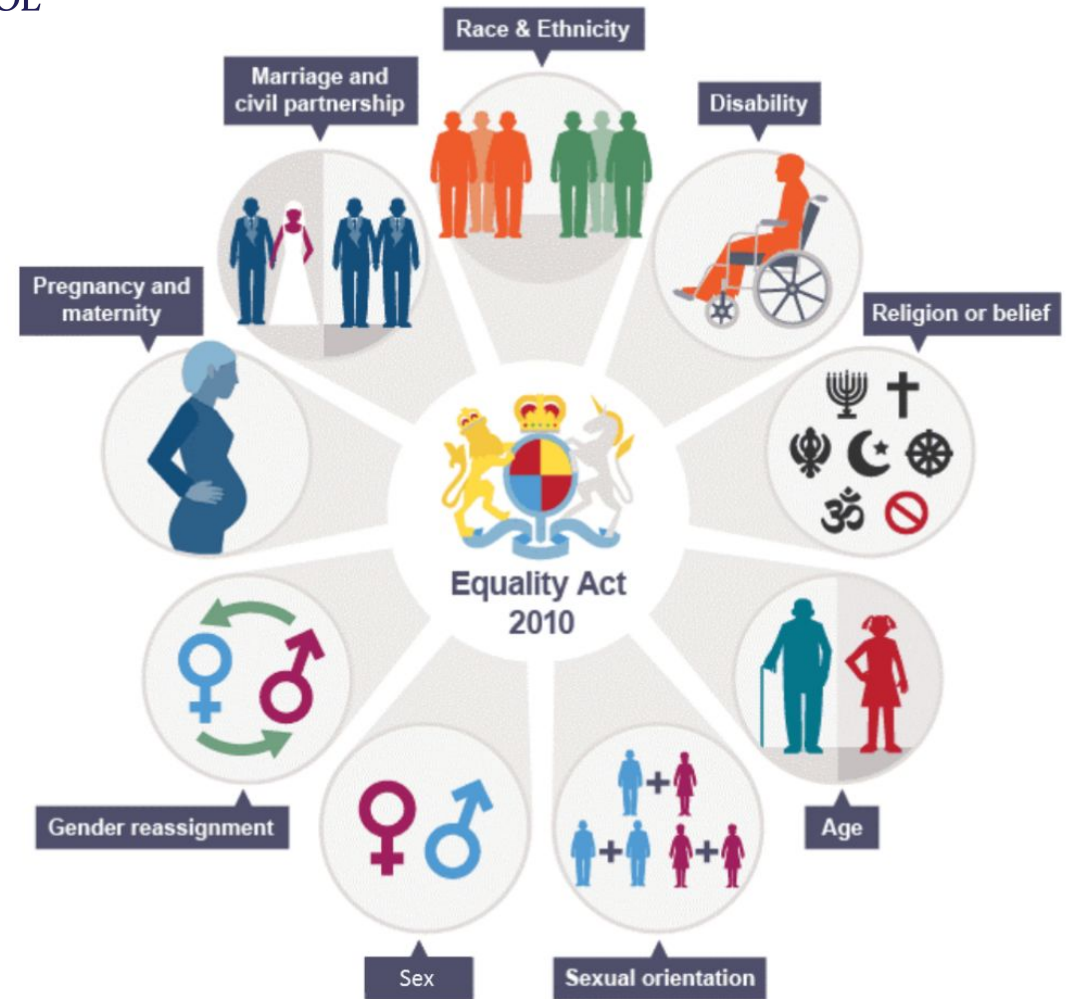 OL
Race & Ethnicity
Marriage and
civil partnership
Disability
Pregnancy and
maternity
Religion or belief
Equality Act
2010
Gender reassignment
Age
Sex
Sexual orientation